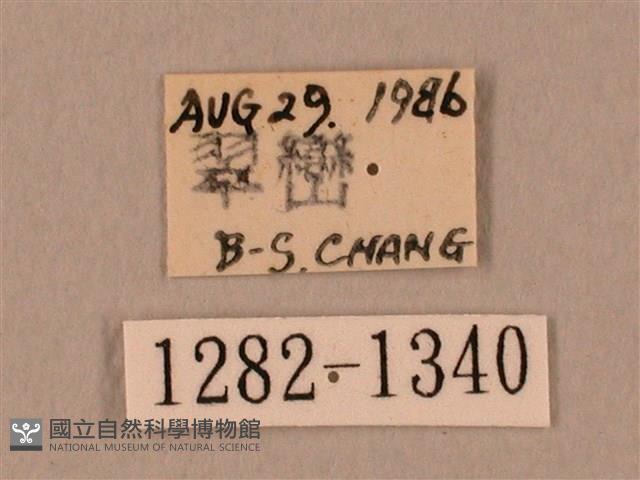 AUG 29. 1986
翠巒
B-S. CHANG
1282-1340
國立自然科學博物館
NATIONAL MUSEUM OF NATURAL SCIENCE